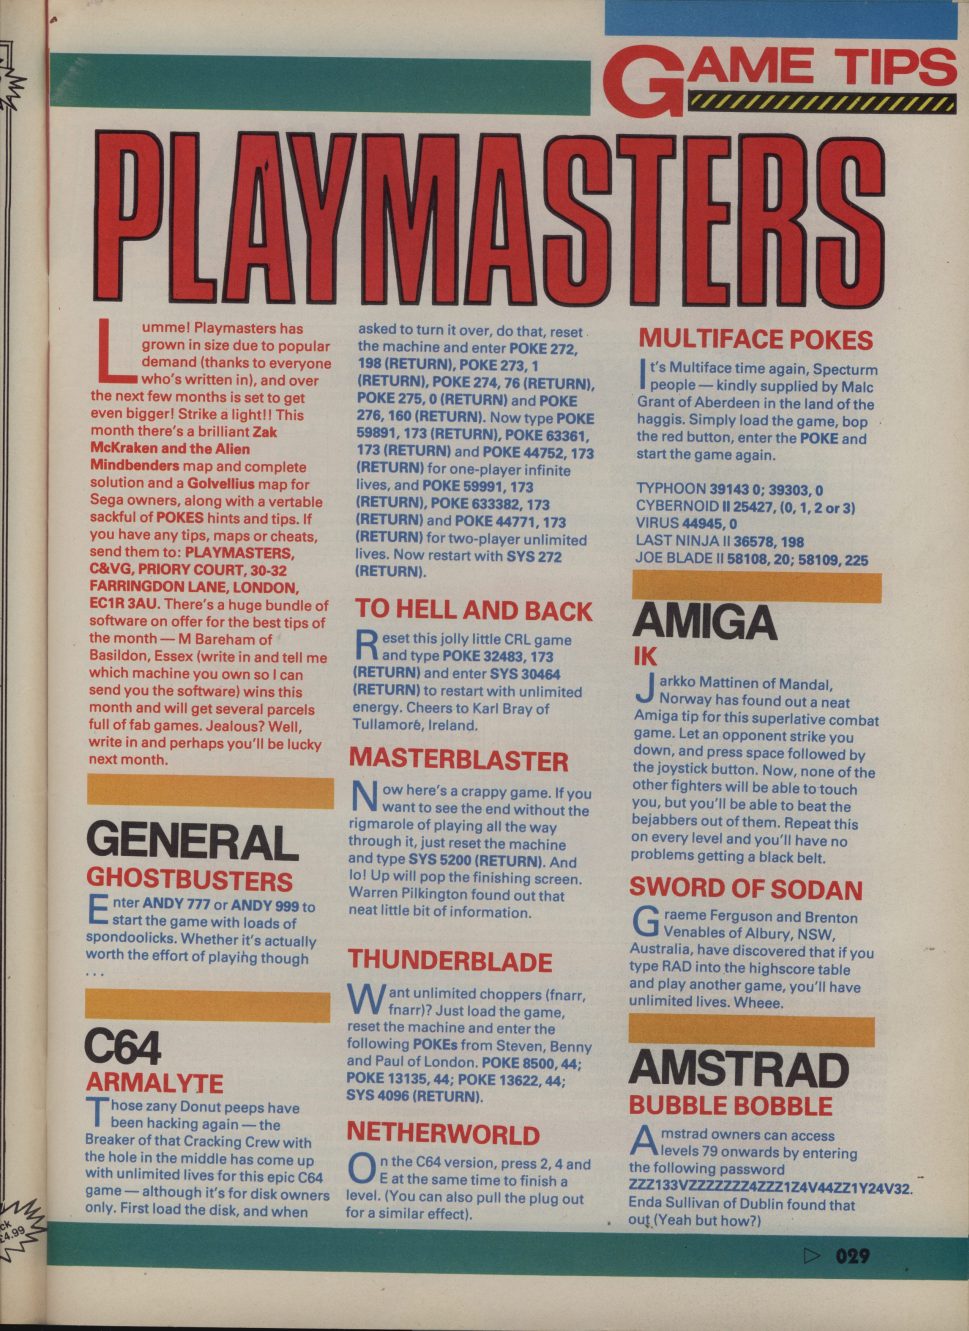 GAME TIPS
PLAYMASTERS
Lumme! Playmasters has
grown in size due to popular
demand (thanks to everyone
who's written in), and over
the next few months is set to get
even bigger! Strike a light!! This
month there's a brilliant Zak
McKraken and the Alien
Mindbenders map and complete
solution and a Golvellius map for
Sega owners, along with a vertable
sackful of POKES hints and tips. If
you have any tips, maps or cheats,
send them to: PLAYMASTERS,
C&VG, PRIORY COURT, 30-32
FARRINGDON LANE, LONDON,
EC1R 3AU. There's a huge bundle of
software on offer for the best tips of
the month — M Bareham of
Basildon, Essex (write in and tell me
which machine you own so I can
send you the software) wins this
month and will get several parcels
full of fab games. Jealous? Well,
write in and perhaps you'll be lucky
next month.
GENERAL
GHOSTBUSTERS
Enter ANDY 777 or ANDY 999 to
start the game with loads of
spondoolicks. Whether it's actually
worth the effort of playing though
...
C64
ARMALYTE
Those zany Donut peeps have
been hacking again — the
Breaker of that Cracking Crew with
the hole in the middle has come up
with unlimited lives for this epic C64
game — although it's for disk owners
only. First load the disk, and when
asked to turn it over, do that, reset
the machine and enter POKE 272,
198 (RETURN), POKE 273, 1
(RETURN), POKE 274, 76 (RETURN),
POKE 275, 0 (RETURN) and POKE
276, 160 (RETURN). Now type POKE
59891, 173 (RETURN), POKE 63361,
173 (RETURN) and POKE 44752, 173
(RETURN) for one-player infinite
lives, and POKE 59991, 173
(RETURN), POKE 633382, 173
(RETURN) and POKE 44771, 173
(RETURN) for two-player unlimited
lives. Now restart with SYS 272
(RETURN).
TO HELL AND BACK
Reset this jolly little CRL game
and type POKE 32483, 173
(RETURN) and enter SYS 30464
(RETURN) to restart with unlimited
energy. Cheers to Karl Bray of
Tullamore, Ireland.
MASTERBLASTER
Now here's a crappy game. If you
want to see the end without the
rigmarole of playing all the way
through it, just reset the machine
and type SYS 5200 (RETURN). And
lo! Up will pop the finishing screen.
Warren Pilkington found out that
neat little bit of information.
THUNDERBLADE
Want unlimited choppers (fnarr,
fnarr)? Just load the game,
reset the machine and enter the
following POKEs from Steven, Benny
and Paul of London. POKE 8500, 44;
POKE 13135, 44; POKE 13622, 44;
SYS 4096 (RETURN).
NETHERWORLD
On the C64 version, press 2, 4 and
E at the same time to finish a
level. (You can also pull the plug out
for a similar effect).
MULTIFACE POKES
It's Multiface time again, Specturm
people — kindly supplied by Malc
Grant of Aberdeen in the land of the
haggis. Simply load the game, bop
the red button, enter the POKE and
start the game again.
TYPHOON 39143 0; 39303, 0
CYBERNOID II 25427, (0, 1, 2 or 3)
VIRUS 44945, 0
LAST NINJA II 36578, 198
JOE BLADE II 58108, 20; 58109, 225
AMIGA
IK
Jarkko Mattinen of Mandal,
Norway has found out a neat
Amiga tip for this superlative combat
game. Let an opponent strike you
down, and press space followed by
the joystick button. Now, none of the
other fighters will be able to touch
you, but you'll be able to beat the
bejabbers out of them. Repeat this
on every level and you'll have no
problems getting a black belt.
SWORD OF SODAN
Graeme Ferguson and Brenton
Venables of Albury, NSW,
Australia, have discovered that if you
type RAD into the highscore table
and play another game, you'll have
unlimited lives. Wheee.
AMSTRAD
BUBBLE BOBBLE
Amstrad owners can access
levels 79 onwards by entering
the following password
ZZZ133VZZZZZZZ4ZZZ1Z4V44ZZ1Y24V32.
Enda Sullivan of Dublin found that
out (Yeah but how?)
029
ck
£4.99